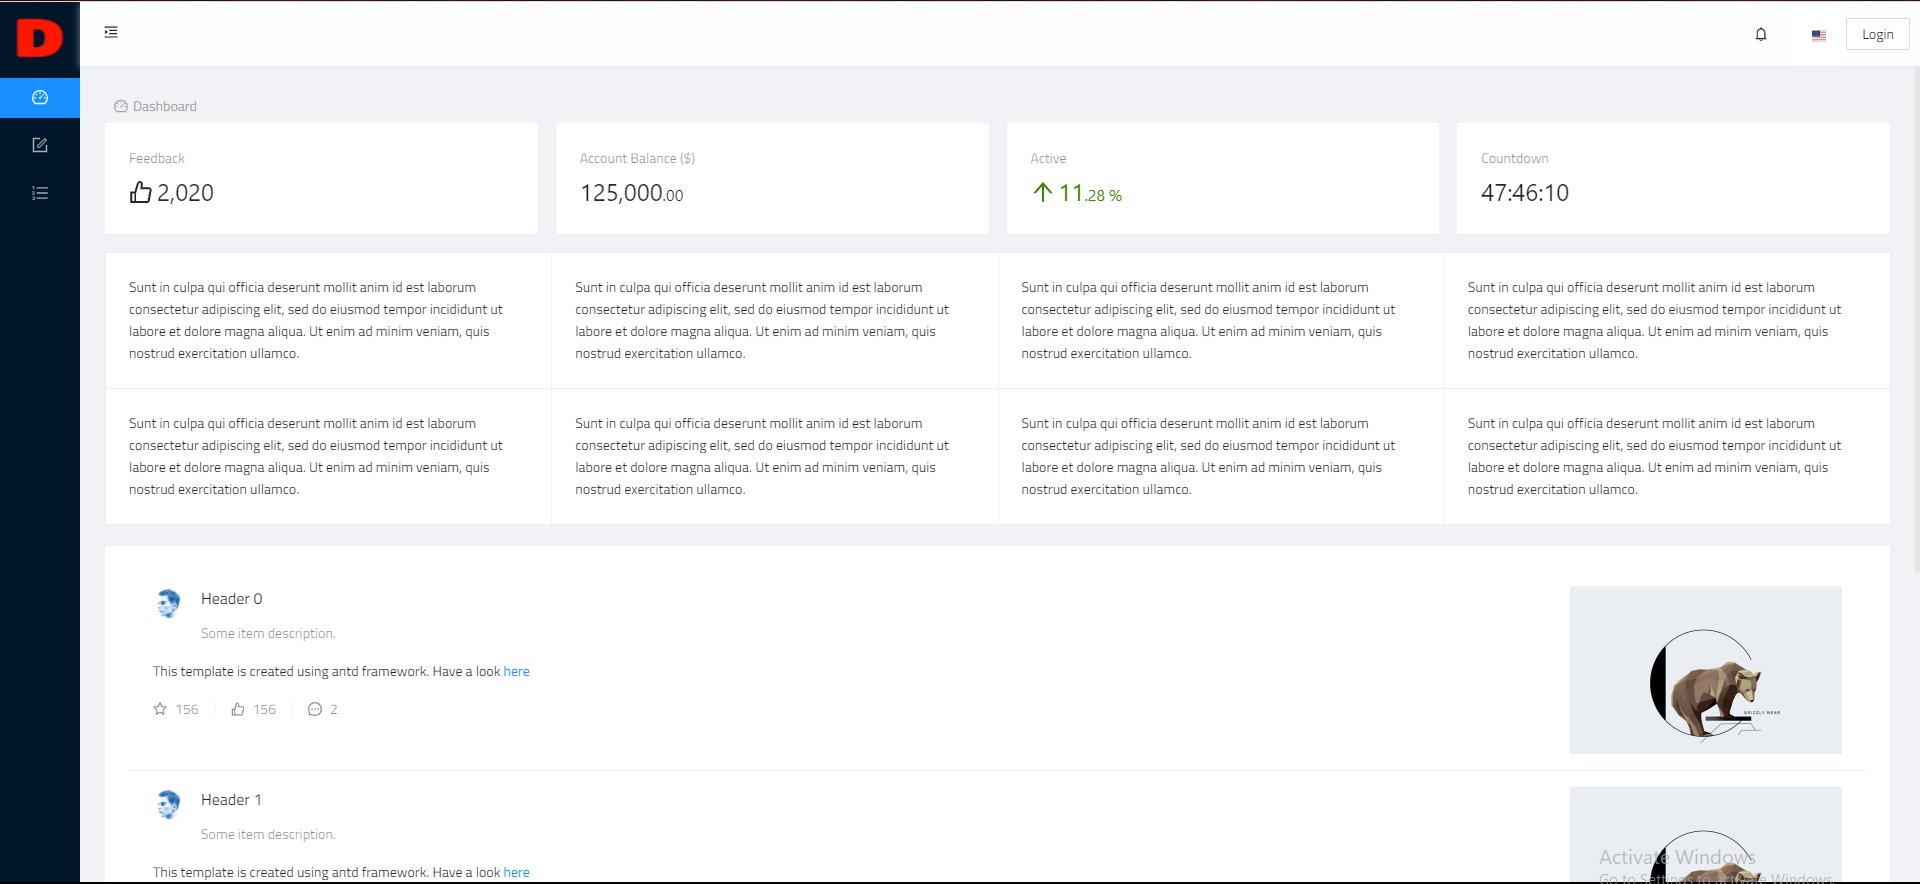 D
Login
Dashboard
Feedback
2,020
Account Balance ($)
125,000.00
Active
11.28 %
Countdown
47:46:10
Sunt in culpa qui officia deserunt mollit anim id est laborum
consectetur adipiscing elit, sed do eiusmod tempor incididunt ut
labore et dolore magna aliqua. Ut enim ad minim veniam, quis
nostrud exercitation ullamco.
Sunt in culpa qui officia deserunt mollit anim id est laborum
consectetur adipiscing elit, sed do eiusmod tempor incididunt ut
labore et dolore magna aliqua. Ut enim ad minim veniam, quis
nostrud exercitation ullamco.
Sunt in culpa qui officia deserunt mollit anim id est laborum
consectetur adipiscing elit, sed do eiusmod tempor incididunt ut
labore et dolore magna aliqua. Ut enim ad minim veniam, quis
nostrud exercitation ullamco.
Sunt in culpa qui officia deserunt mollit anim id est laborum
consectetur adipiscing elit, sed do eiusmod tempor incididunt ut
labore et dolore magna aliqua. Ut enim ad minim veniam, quis
nostrud exercitation ullamco.
Sunt in culpa qui officia deserunt mollit anim id est laborum
consectetur adipiscing elit, sed do eiusmod tempor incididunt ut
labore et dolore magna aliqua. Ut enim ad minim veniam, quis
nostrud exercitation ullamco.
Sunt in culpa qui officia deserunt mollit anim id est laborum
consectetur adipiscing elit, sed do eiusmod tempor incididunt ut
labore et dolore magna aliqua. Ut enim ad minim veniam, quis
nostrud exercitation ullamco.
Sunt in culpa qui officia deserunt mollit anim id est laborum
consectetur adipiscing elit, sed do eiusmod tempor incididunt ut
labore et dolore magna aliqua. Ut enim ad minim veniam, quis
nostrud exercitation ullamco.
Sunt in culpa qui officia deserunt mollit anim id est laborum
consectetur adipiscing elit, sed do eiusmod tempor incididunt ut
labore et dolore magna aliqua. Ut enim ad minim veniam, quis
nostrud exercitation ullamco.
Header 0
Some item description.
This template is created using antd framework. Have a look here
156 156 2
GRIZZLY BEAR
Header 1
Some item description.
This template is created using antd framework. Have a look here
Activate Windows
Go to Settings to activate Windows.